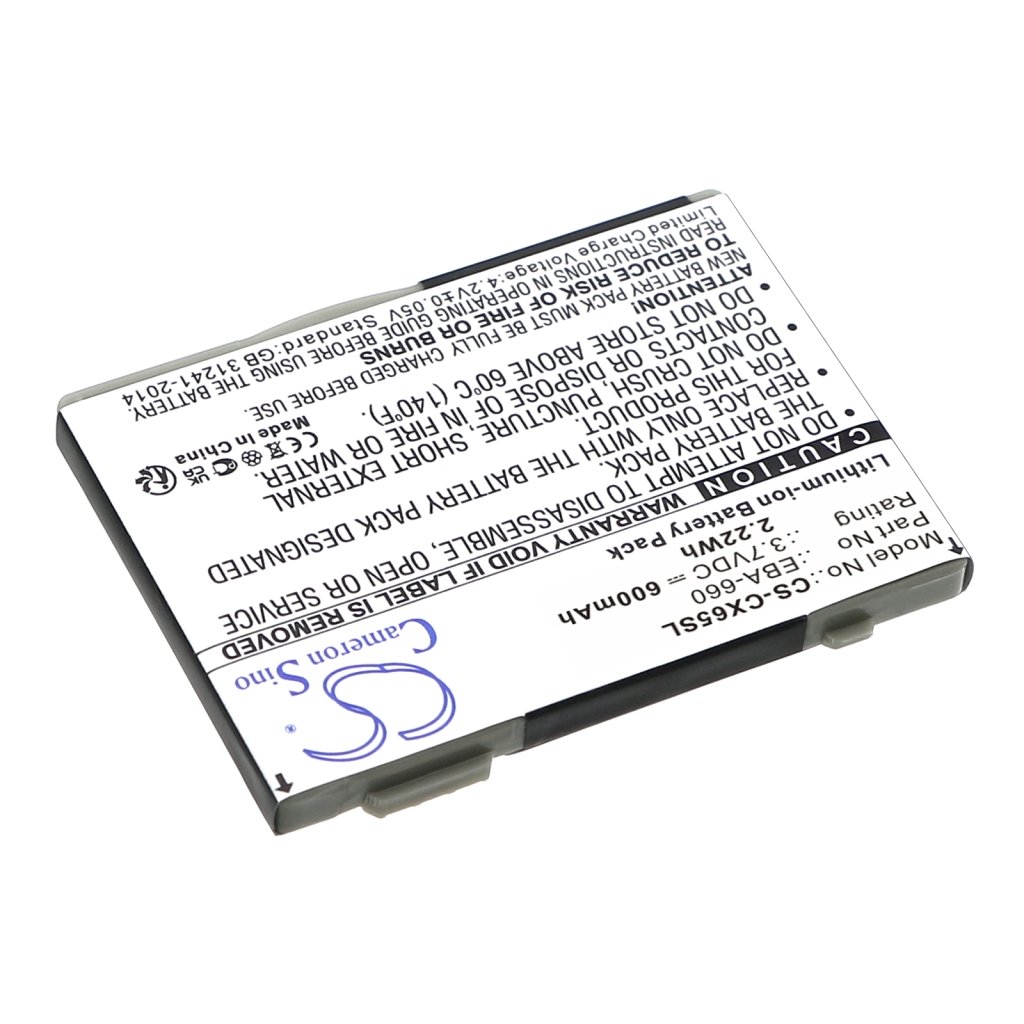 CS
Cameron Sino
®
Model No.: CS-CX65SL
Part No : EBA-660
Rating : 3.7VDC ⎓ 600mAh
2.22Wh
Lithium-ion Battery Pack
CAUTION WARRANTY VOID IF LABEL IS REMOVED
• DO NOT ATTEMPT TO DISASSEMBLE, OPEN OR SERVICE
THE BATTERY PACK.
• REPLACE ONLY WITH THE BATTERY PACK DESIGNATED
FOR THIS PRODUCT.
• DO NOT CRUSH, PUNCTURE, SHORT EXTERNAL
CONTACTS OR DISPOSE OF IN FIRE OR WATER.
• DO NOT STORE ABOVE 60°C (140°F).
ATTENTION:
NEW BATTERY PACK MUST BE FULLY CHARGED BEFORE USE.
TO REDUCE RISK OF FIRE OR BURNS
READ INSTRUCTIONS IN OPERATING GUIDE BEFORE USING THE BATTERY
Limited Charge Voltage:4.2V±0.05V Standard:GB 31241-2014
CE
UKCA
Made in China